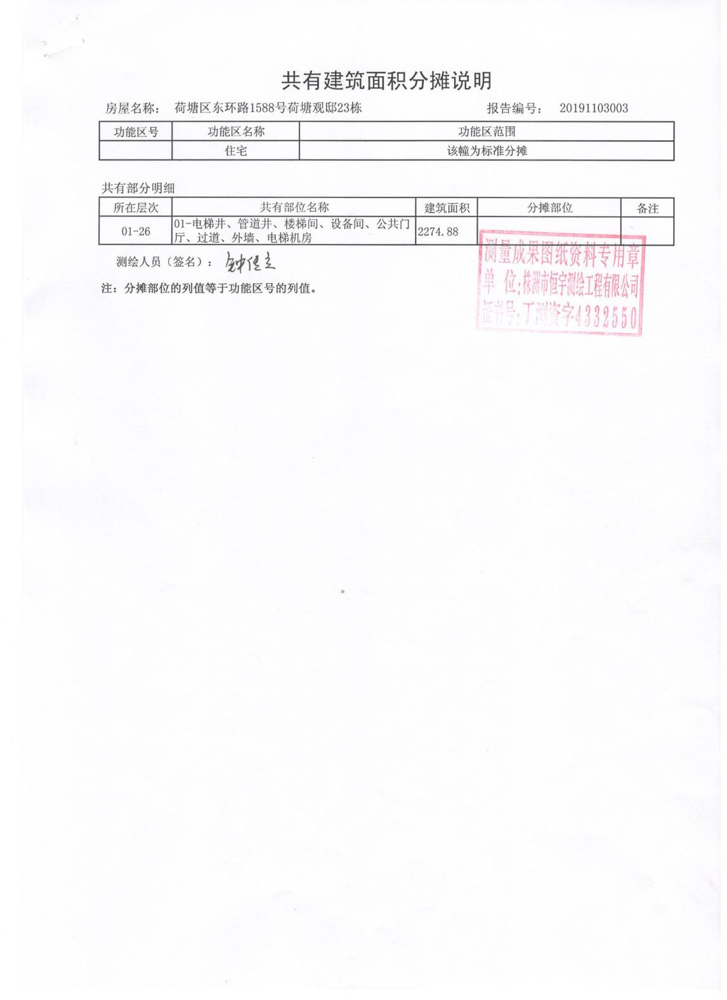 共有建筑面积分摊说明
房屋名称： 荷塘区东环路1588号荷塘观邸23栋 报告编号： 20191103003
功能区号 功能区名称 功能区范围
住宅 该幢为标准分摊
共有部分明细
所在层次 共有部位名称 建筑面积 分摊部位 备注
01-26 01-电梯井、管道井、楼梯间、设备间、公共门厅、过道、外墙、电梯机房 2274.88
测绘人员（签名）：
注：分摊部位的列值等于功能区号的列值。
测量成果图纸资料专用章
单 位：株洲市恒宇测绘工程有限公司
证书号：丁测资字4332550